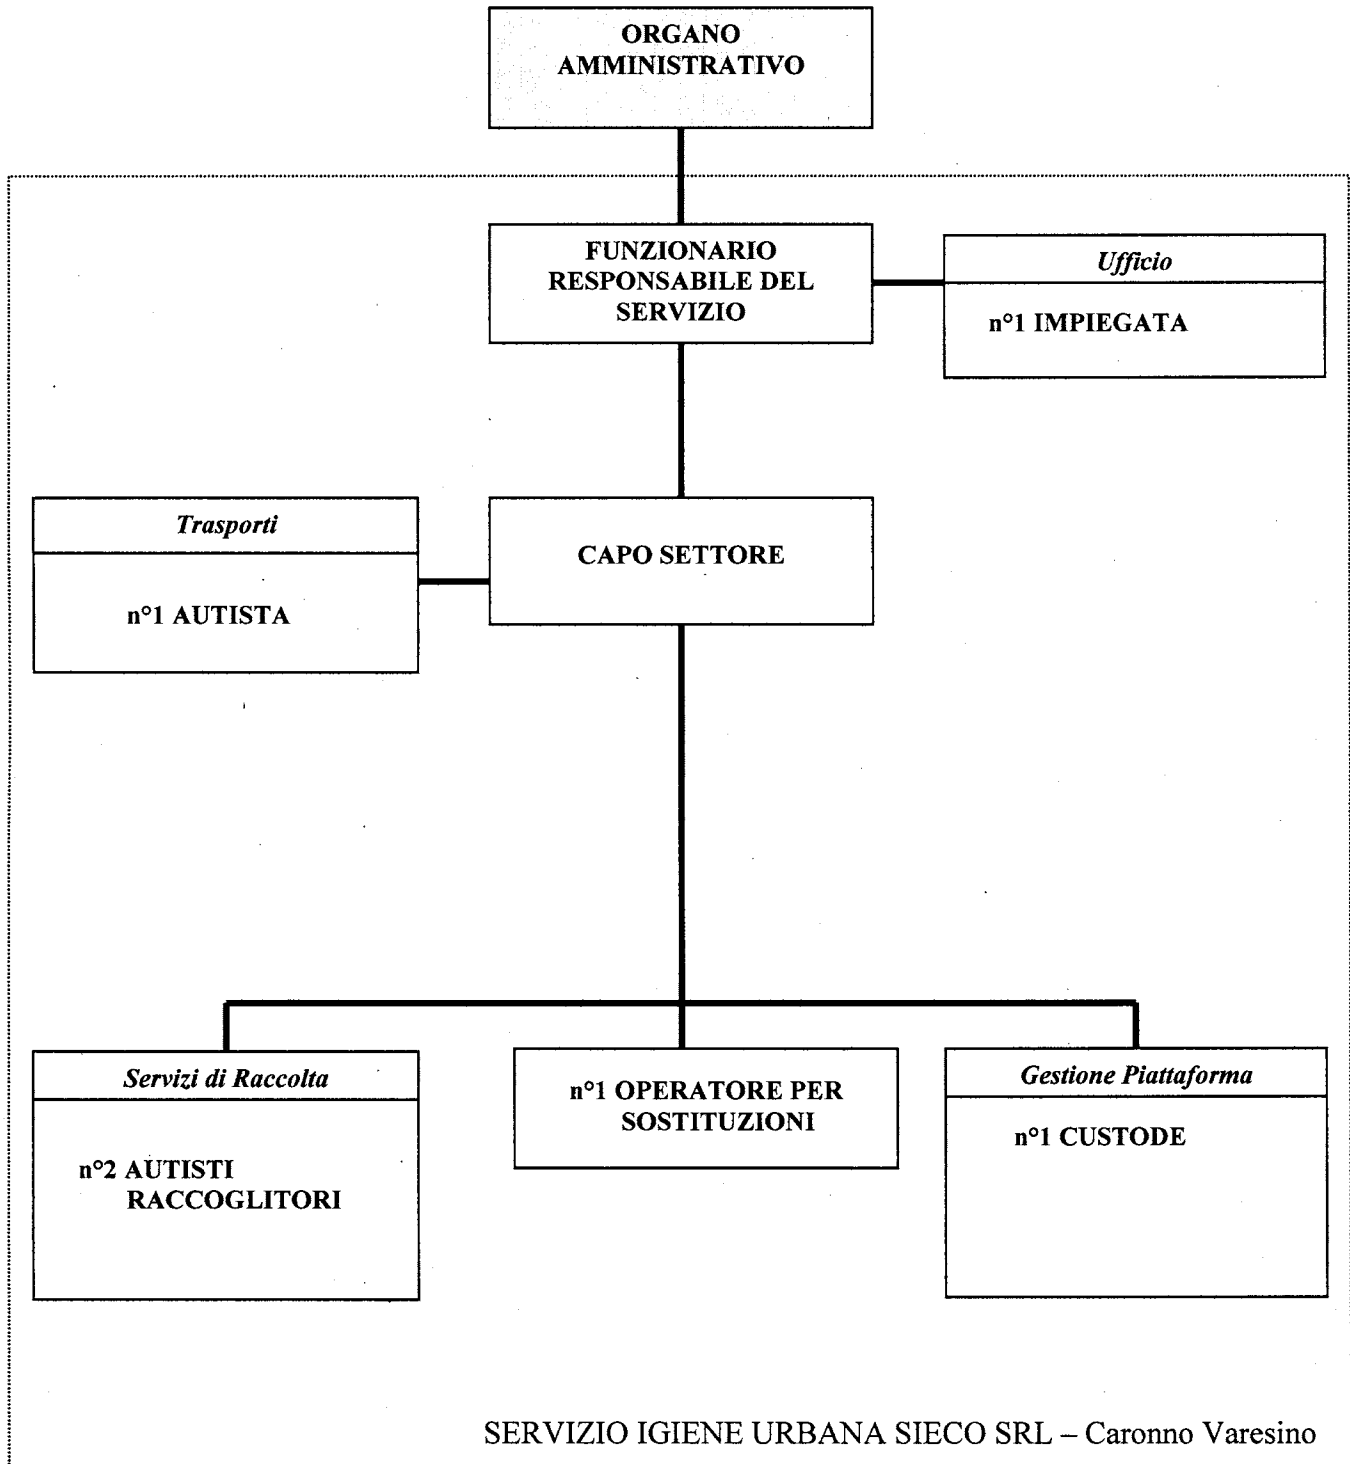 ORGANO
AMMINISTRATIVO
FUNZIONARIO
RESPONSABILE DEL
SERVIZIO
Ufficio
n°1 IMPIEGATA
Trasporti
n°1 AUTISTA
CAPO SETTORE
Servizi di Raccolta
n°2 AUTISTI
RACCOGLITORI
n°1 OPERATORE PER
SOSTITUZIONI
Gestione Piattaforma
n°1 CUSTODE
SERVIZIO IGIENE URBANA SIECO SRL – Caronno Varesino